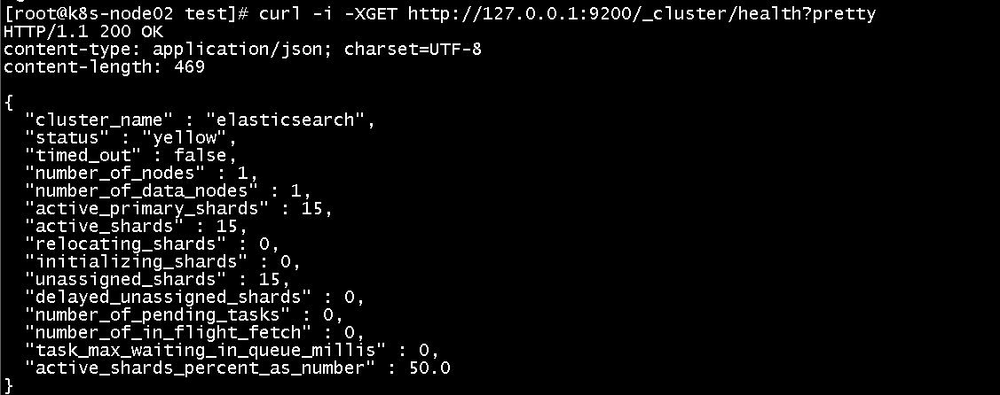 [root@k8s-node02 test]# curl -i -XGET http://127.0.0.1:9200/_cluster/health?pretty
HTTP/1.1 200 OK
content-type: application/json; charset=UTF-8
content-length: 469

{
  "cluster_name" : "elasticsearch",
  "status" : "yellow",
  "timed_out" : false,
  "number_of_nodes" : 1,
  "number_of_data_nodes" : 1,
  "active_primary_shards" : 15,
  "active_shards" : 15,
  "relocating_shards" : 0,
  "initializing_shards" : 0,
  "unassigned_shards" : 15,
  "delayed_unassigned_shards" : 0,
  "number_of_pending_tasks" : 0,
  "number_of_in_flight_fetch" : 0,
  "task_max_waiting_in_queue_millis" : 0,
  "active_shards_percent_as_number" : 50.0
}